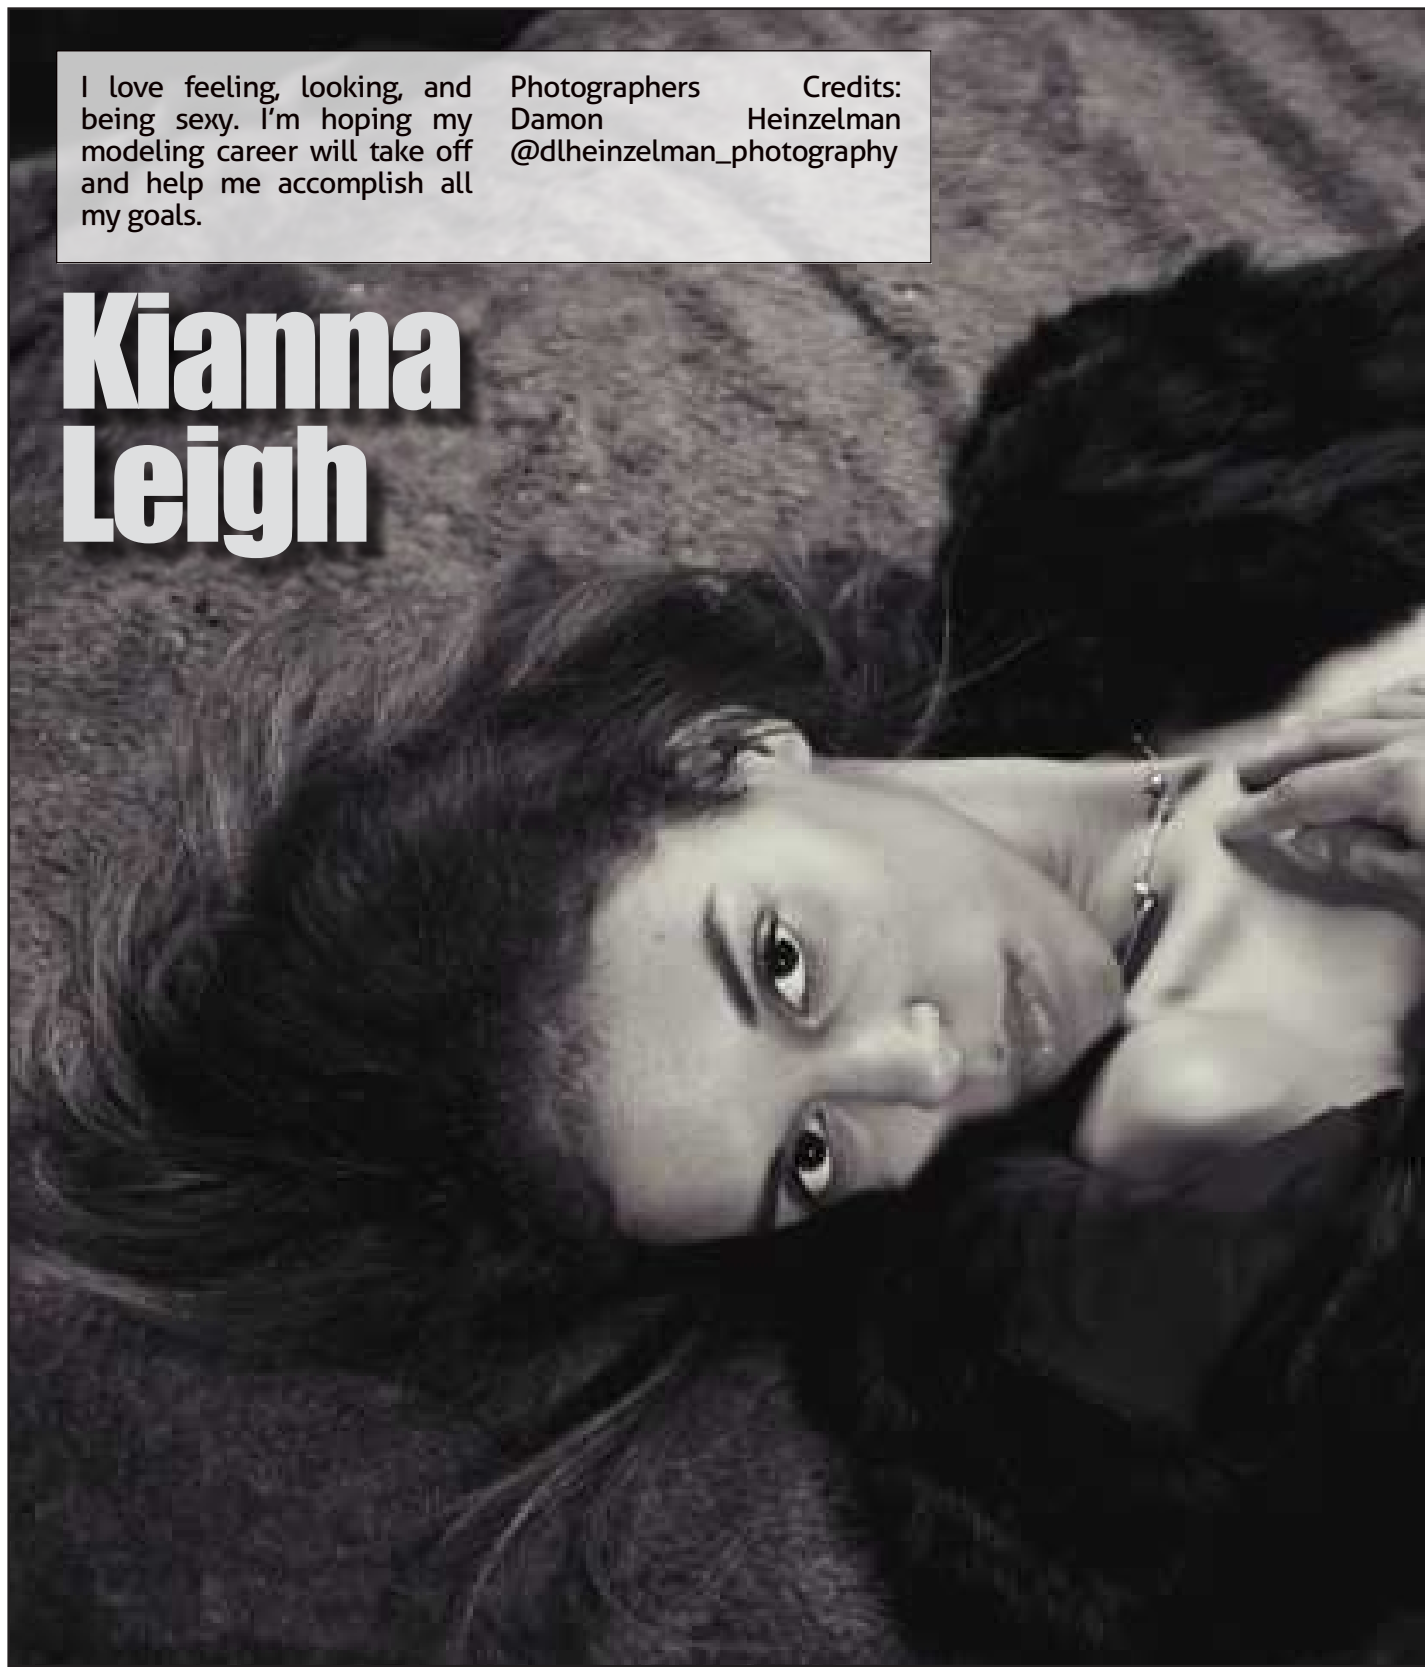 I love feeling, looking, and
being sexy. I'm hoping my
modeling career will take off
and help me accomplish all
my goals.
Photographers Credits:
Damon Heinzelman
@dlheinzelman_photography
Kianna
Leigh